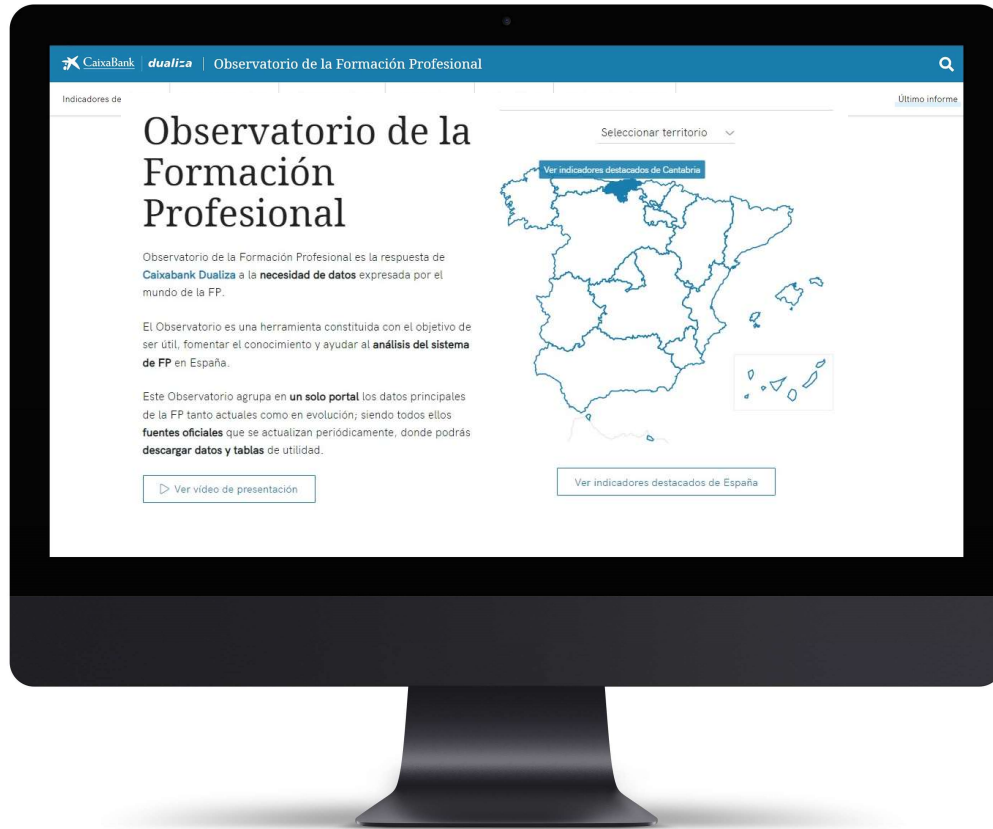 CaixaBank dualiza Observatorio de la Formación Profesional
Indicadores de
Último informe
Observatorio de la
Formación
Profesional
Observatorio de la Formación Profesional es la respuesta de
Caixabank Dualiza a la necesidad de datos expresada por el
mundo de la FP.
El Observatorio es una herramienta constituida con el objetivo de
ser útil, fomentar el conocimiento y ayudar al análisis del sistema
de FP en España.
Este Observatorio agrupa en un solo portal los datos principales
de la FP tanto actuales como en evolución; siendo todos ellos
fuentes oficiales que se actualizan periódicamente, donde podrás
descargar datos y tablas de utilidad.
Ver vídeo de presentación
Seleccionar territorio
Ver indicadores destacados de Cantabria
Ver indicadores destacados de España